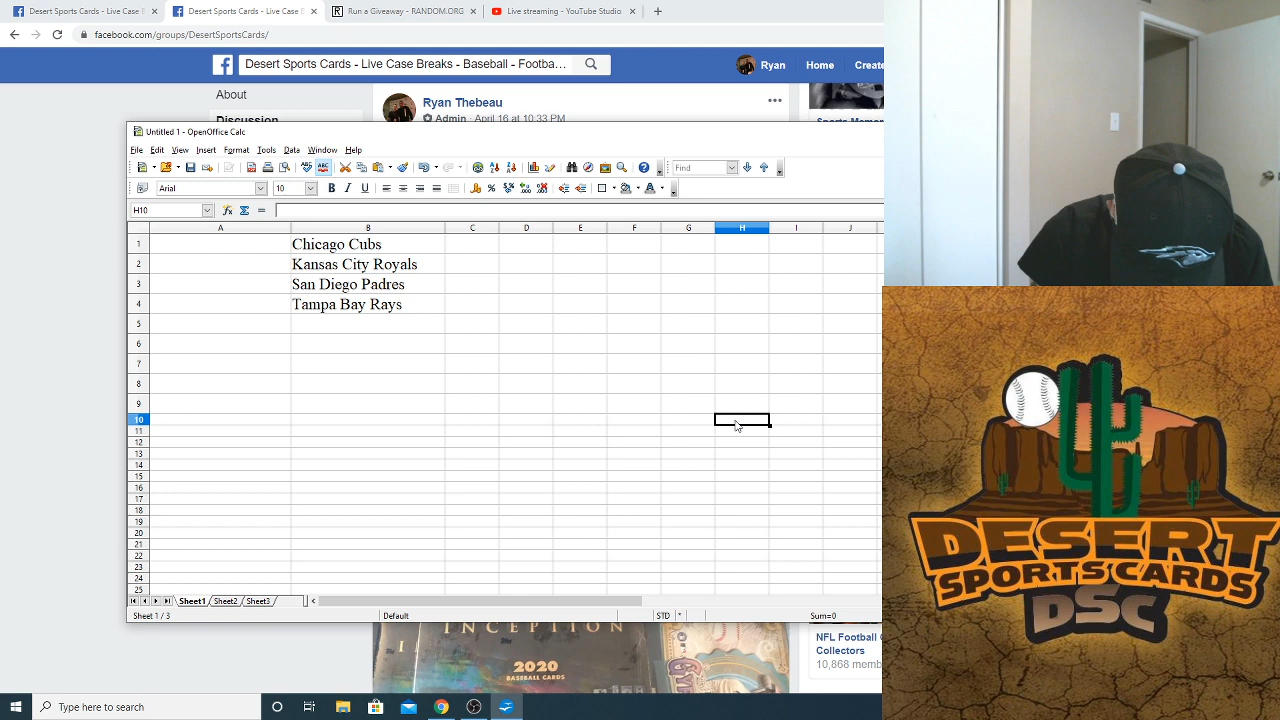 Desert Sports Cards - Live Case B
Desert Sports Cards - Live Case B
Run a Giveaway - RANDOM.ORG
Live streaming - YouTube Studio
facebook.com/groups/DesertSportsCards/
Desert Sports Cards - Live Case Breaks - Baseball - Footba...
Ryan
Home
Create
About
Discussion
Ryan Thebeau
Admin · April 16 at 10:33 PM
Untitled 1 - OpenOffice Calc
File Edit View Insert Format Tools Data Window Help
Find
Arial
10
H10
A B C D E F G H I J
1 Chicago Cubs
2 Kansas City Royals
3 San Diego Padres
4 Tampa Bay Rays
5
6
7
8
9
10
11
12
13
14
15
16
17
18
19
20
21
22
23
24
25
Sheet1 Sheet2 Sheet3
Sheet 1 / 3
Default
STD
*
Sum=0
INCEPTION
2020
BASEBALL CARDS
NFL Football C
Collectors
10,868 memb
Type here to search
DESERT
SPORTS CARDS
DSC